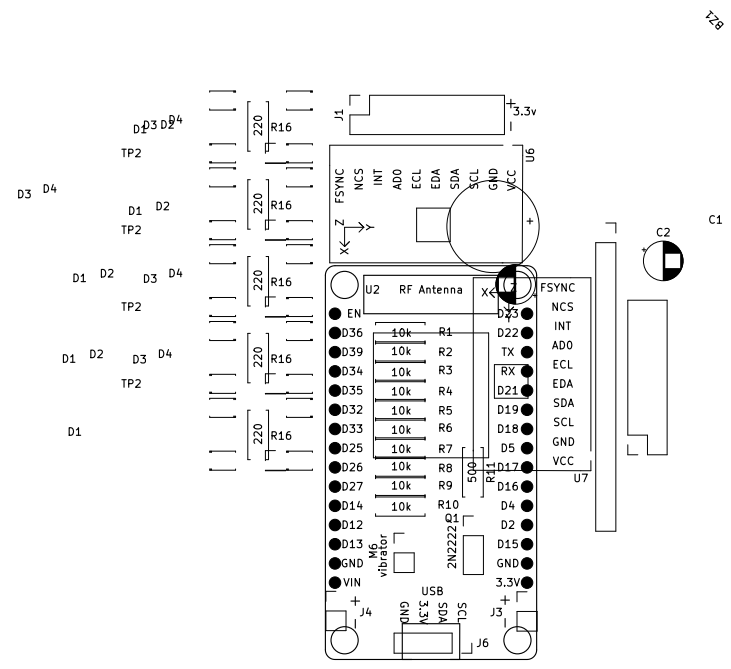 BZ1
J1
+
3.3v
D1
D3
D2
D4
220
R16
TP2
U6
FSYNC
NCS
INT
AD0
ECL
EDA
SDA
SCL
GND
VCC
D3
D4
D1
D2
220
R16
TP2
Z
Y
X
+
C1
C2
+
D1
D2
D3
D4
220
R16
U2
RF Antenna
X
Z
FSYNC
EN
D23
NCS
TP2
D36
10k
R1
D22
INT
D1
D2
D3
D4
220
R16
D39
10k
R2
TX
AD0
D34
10k
R3
RX
ECL
TP2
D35
10k
R4
D21
EDA
D32
10k
R5
D19
SDA
D1
220
R16
D33
10k
R6
D18
SCL
D25
10k
R7
D5
GND
D26
10k
R8
500
R11
D17
VCC
U7
D27
10k
R9
D16
D14
10k
R10
D4
D12
Q1
2N2222
D2
D13
M6
vibrator
D15
GND
GND
VIN
3.3V
USB
+
J4
GND
3.3V
SDA
SCL
+
J3
J6